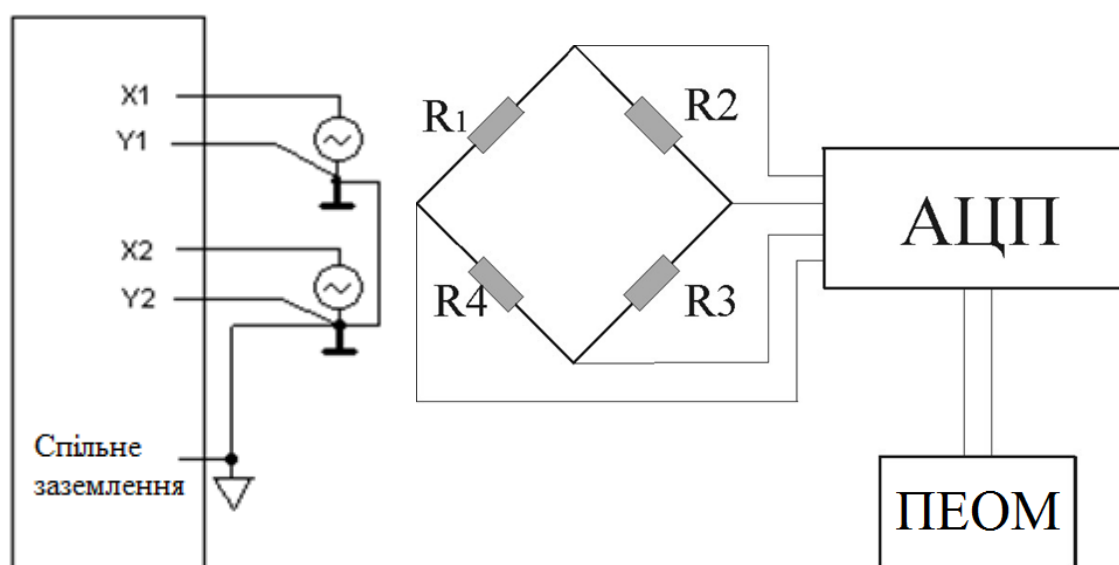 X1
Y1
X2
Y2
Спільне
заземлення
R1
R2
R4
R3
АЦП
ПЕОМ